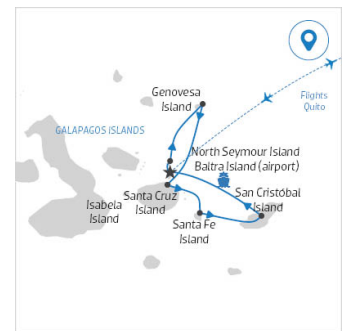 Genovesa
Island
Flights
Quito
GALAPAGOS ISLANDS
North Seymour Island
Baltra Island (airport)
Isabela
Island
Santa Cruz
Island
San Cristóbal
Island
Santa Fe
Island